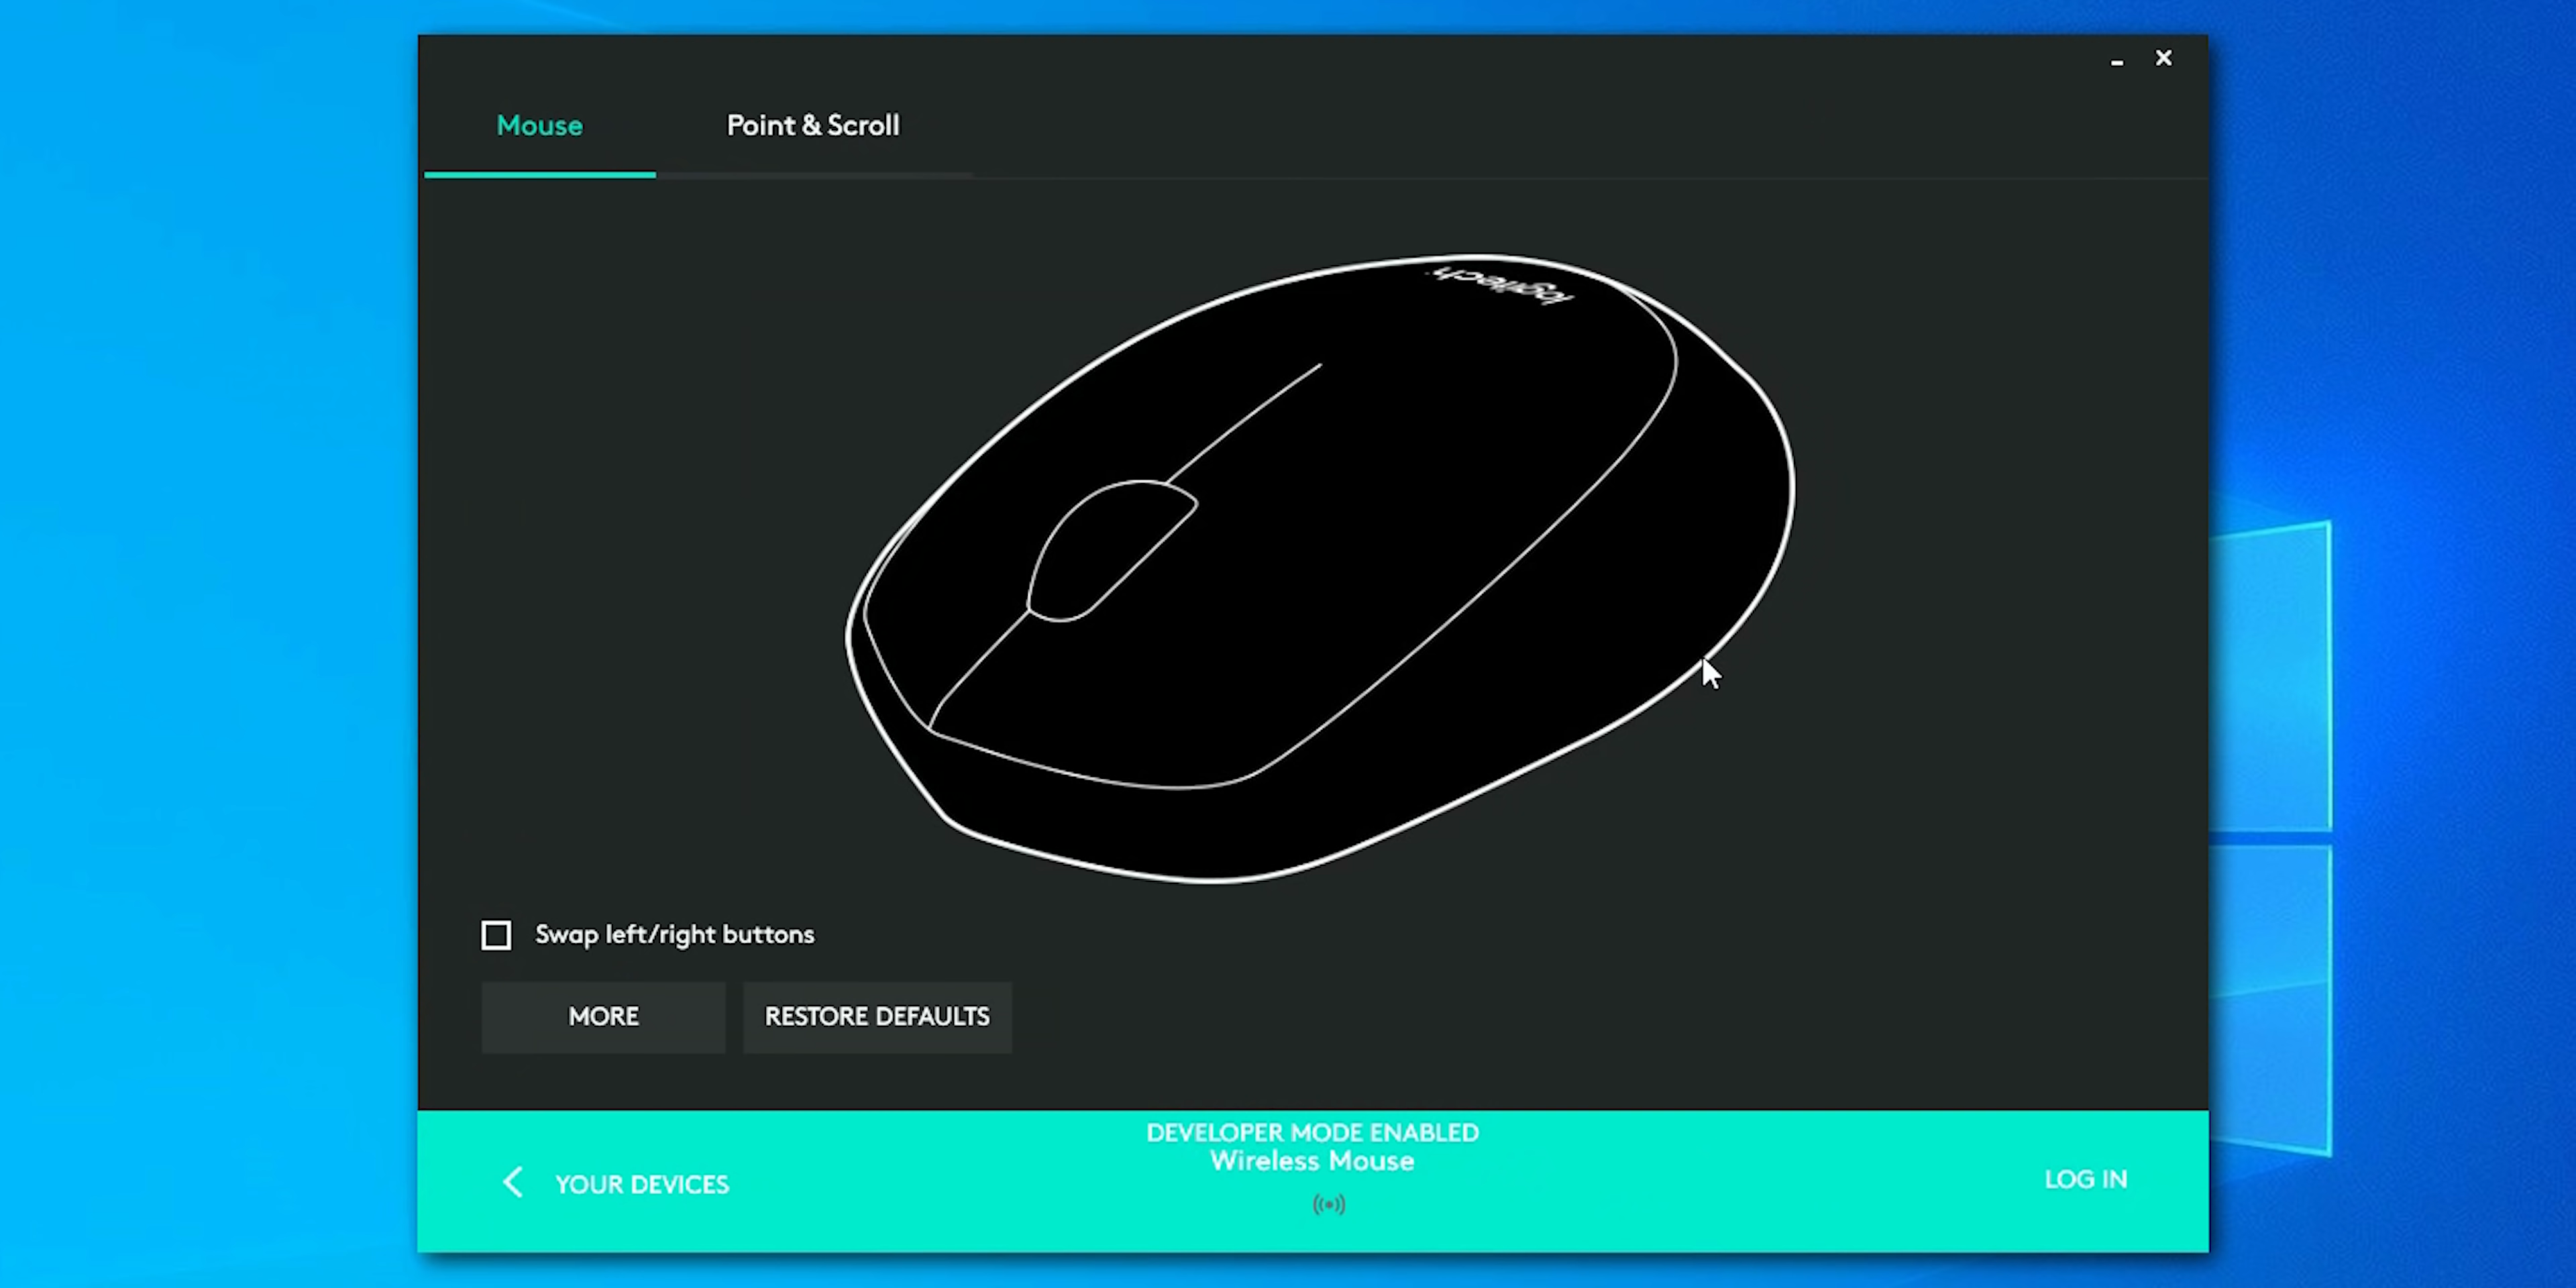 Mouse
Point & Scroll
logitech
Swap left/right buttons
MORE
RESTORE DEFAULTS
DEVELOPER MODE ENABLED
Wireless Mouse
YOUR DEVICES
LOG IN